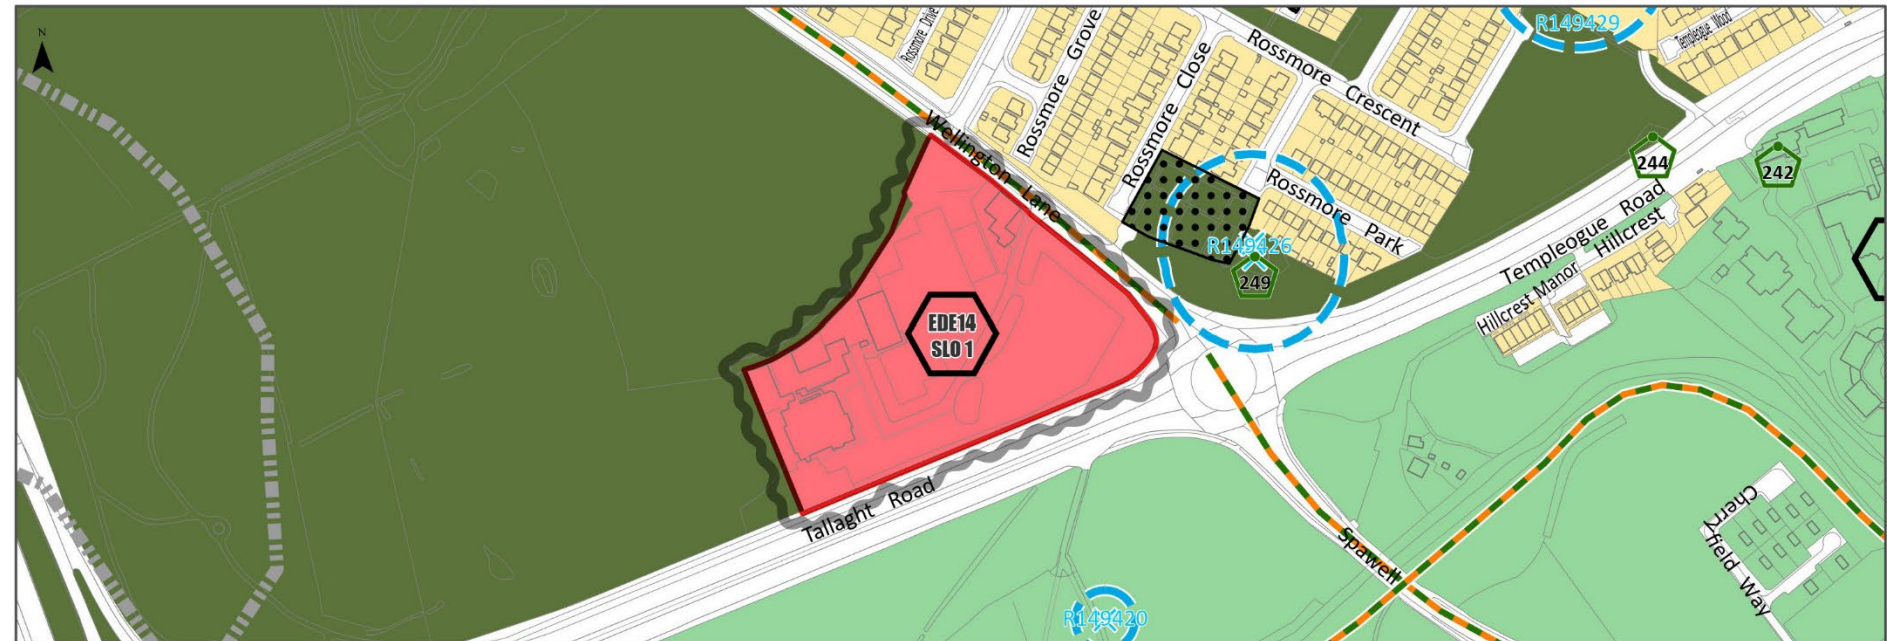 N
R149429
Rossmore Drive
Rossmore Grove
Rossmore Close
Rossmore Crescent
Templeogue Wood
Wellington Lane
Rossmore Park
244
242
Templeogue Road
Hillcrest
Hillcrest Manor
R149426
249
EDE14
SLO 1
Tallaght Road
Spawell
Cherryfield Way
R149420